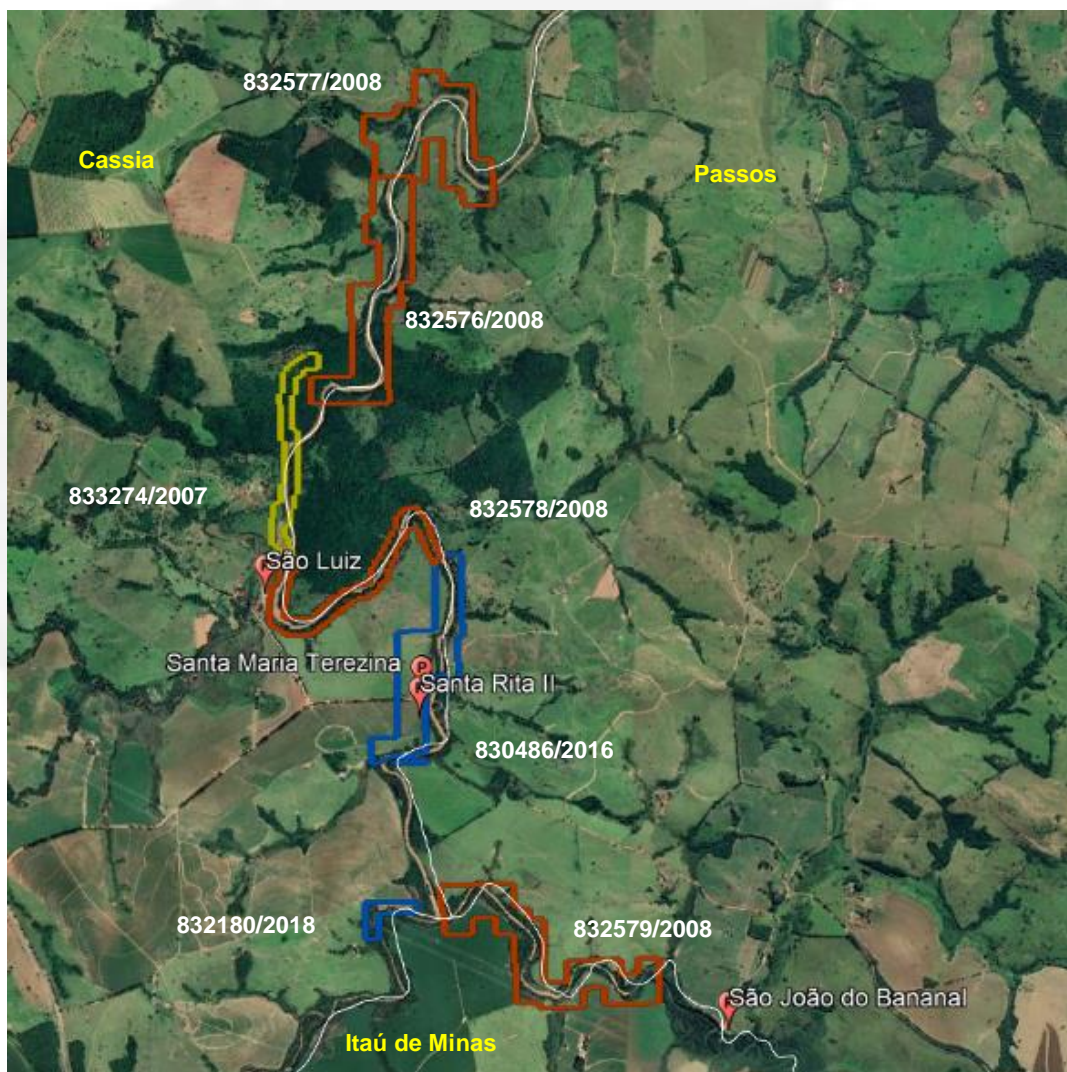 832577/2008
Cassia
Passos
832576/2008
833274/2007
832578/2008
São Luiz
Santa Maria Terezina
Santa Rita II
830486/2016
832180/2018
832579/2008
São João do Bananal
Itaú de Minas